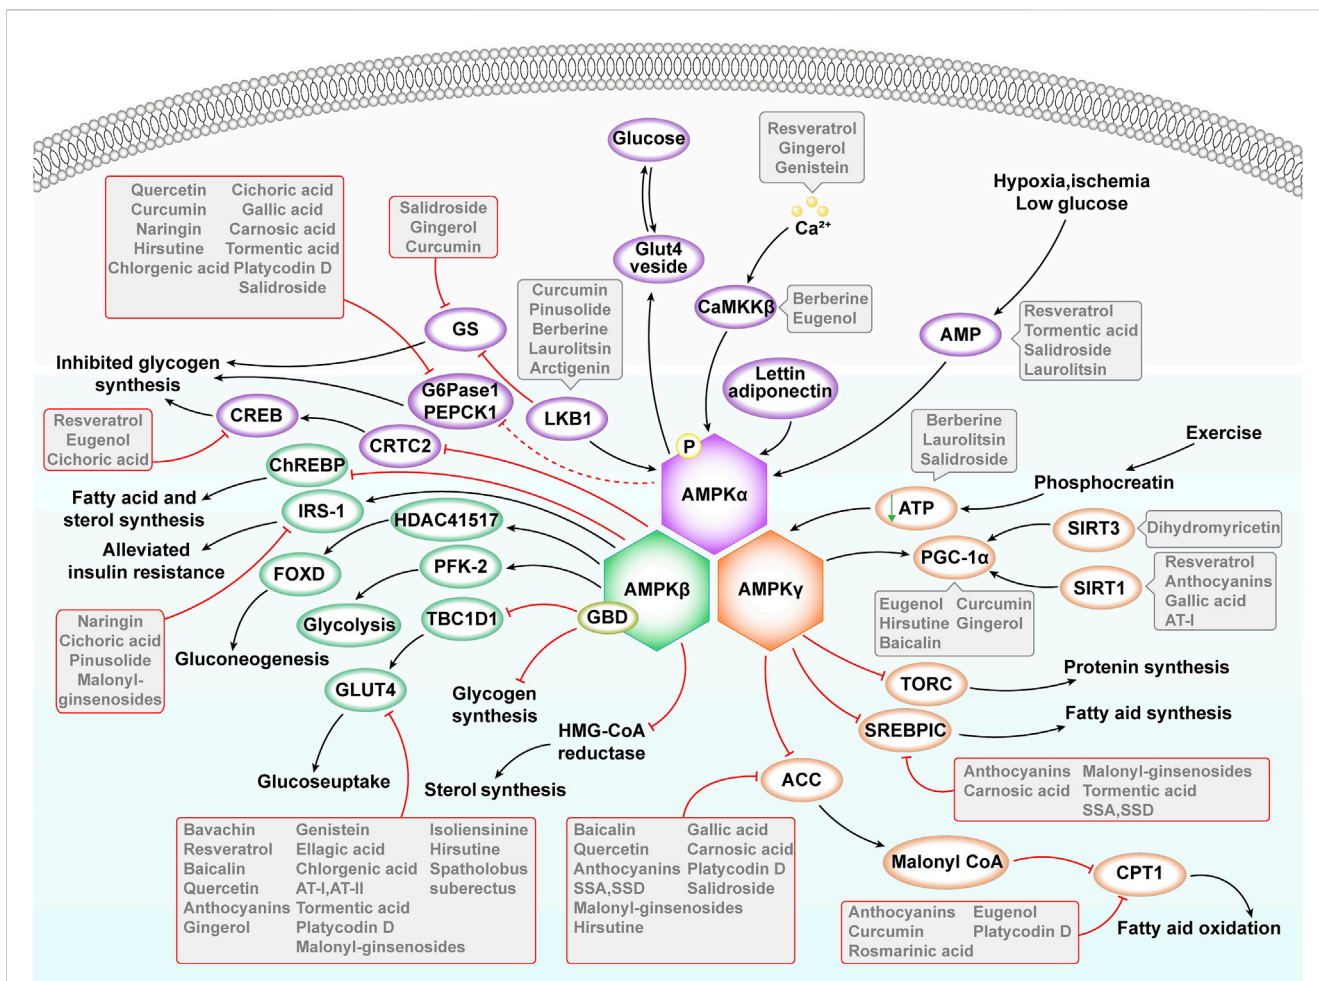 Glucose
Resveratrol
Gingerol
Genistein
Hypoxia,ischemia
Low glucose
Ca²⁺
Glut4
veside
Quercetin Cichoric acid
Curcumin Gallic acid
Naringin Carnosic acid
Hirsutine Tormentic acid
Chlorgenic acid Platycodin D
Salidroside
Salidroside
Gingerol
Curcumin
Curcumin
Pinusolide
Berberine
Laurolitsin
Arctigenin
CaMKKβ
Berberine
Eugenol
AMP
Resveratrol
Tormentic acid
Salidroside
Laurolitsin
GS
Inhibited glycogen
synthesis
G6Pase1
PEPCK1
LKB1
Lettin
adiponectin
Resveratrol
Eugenol
Cichoric acid
CREB
CRTC2
P
AMPKα
Berberine
Laurolitsin
Salidroside
Exercise
Phosphocreatin
ChREBP
Fatty acid and
sterol synthesis
IRS-1
HDAC41517
ATP
SIRT3
Dihydromyricetin
Alleviated
insulin resistance
FOXD
PFK-2
AMPKβ
AMPKγ
PGC-1α
SIRT1
Resveratrol
Anthocyanins
Gallic acid
AT-I
Eugenol Curcumin
Hirsutine Gingerol
Baicalin
Naringin
Cichoric acid
Pinusolide
Malonyl-
ginsenosides
Gluconeogenesis
Glycolysis
TBC1D1
GBD
GLUT4
Glycogen
synthesis
TORC
Protenin synthesis
HMG-CoA
reductase
SREBPIC
Fatty aid synthesis
Glucoseuptake
Sterol synthesis
ACC
Anthocyanins Malonyl-ginsenosides
Carnosic acid Tormentic acid
SSA,SSD
Bavachin Genistein Isoliensinine
Resveratrol Ellagic acid Hirsutine
Baicalin Chlorgenic acid Spatholobus
Quercetin AT-I,AT-II suberectus
Anthocyanins Tormentic acid
Gingerol Platycodin D
Malonyl-ginsenosides
Baicalin Gallic acid
Quercetin Carnosic acid
Anthocyanins Platycodin D
SSA,SSD Salidroside
Malonyl-ginsenosides
Hirsutine
Malonyl CoA
CPT1
Anthocyanins Eugenol
Curcumin Platycodin D
Rosmarinic acid
Fatty aid oxidation